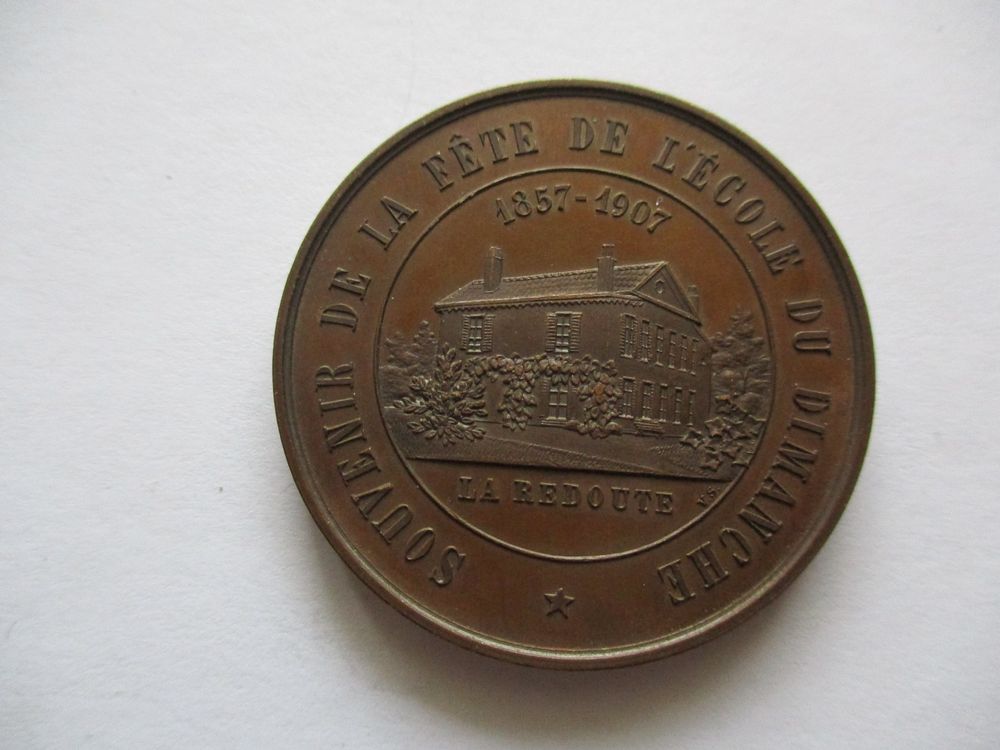 SOUVENIR DE LA FÊTE DE L'ÉCOLE DU DIMANCHE
1857-1907
LA REDOUTE
V.S.